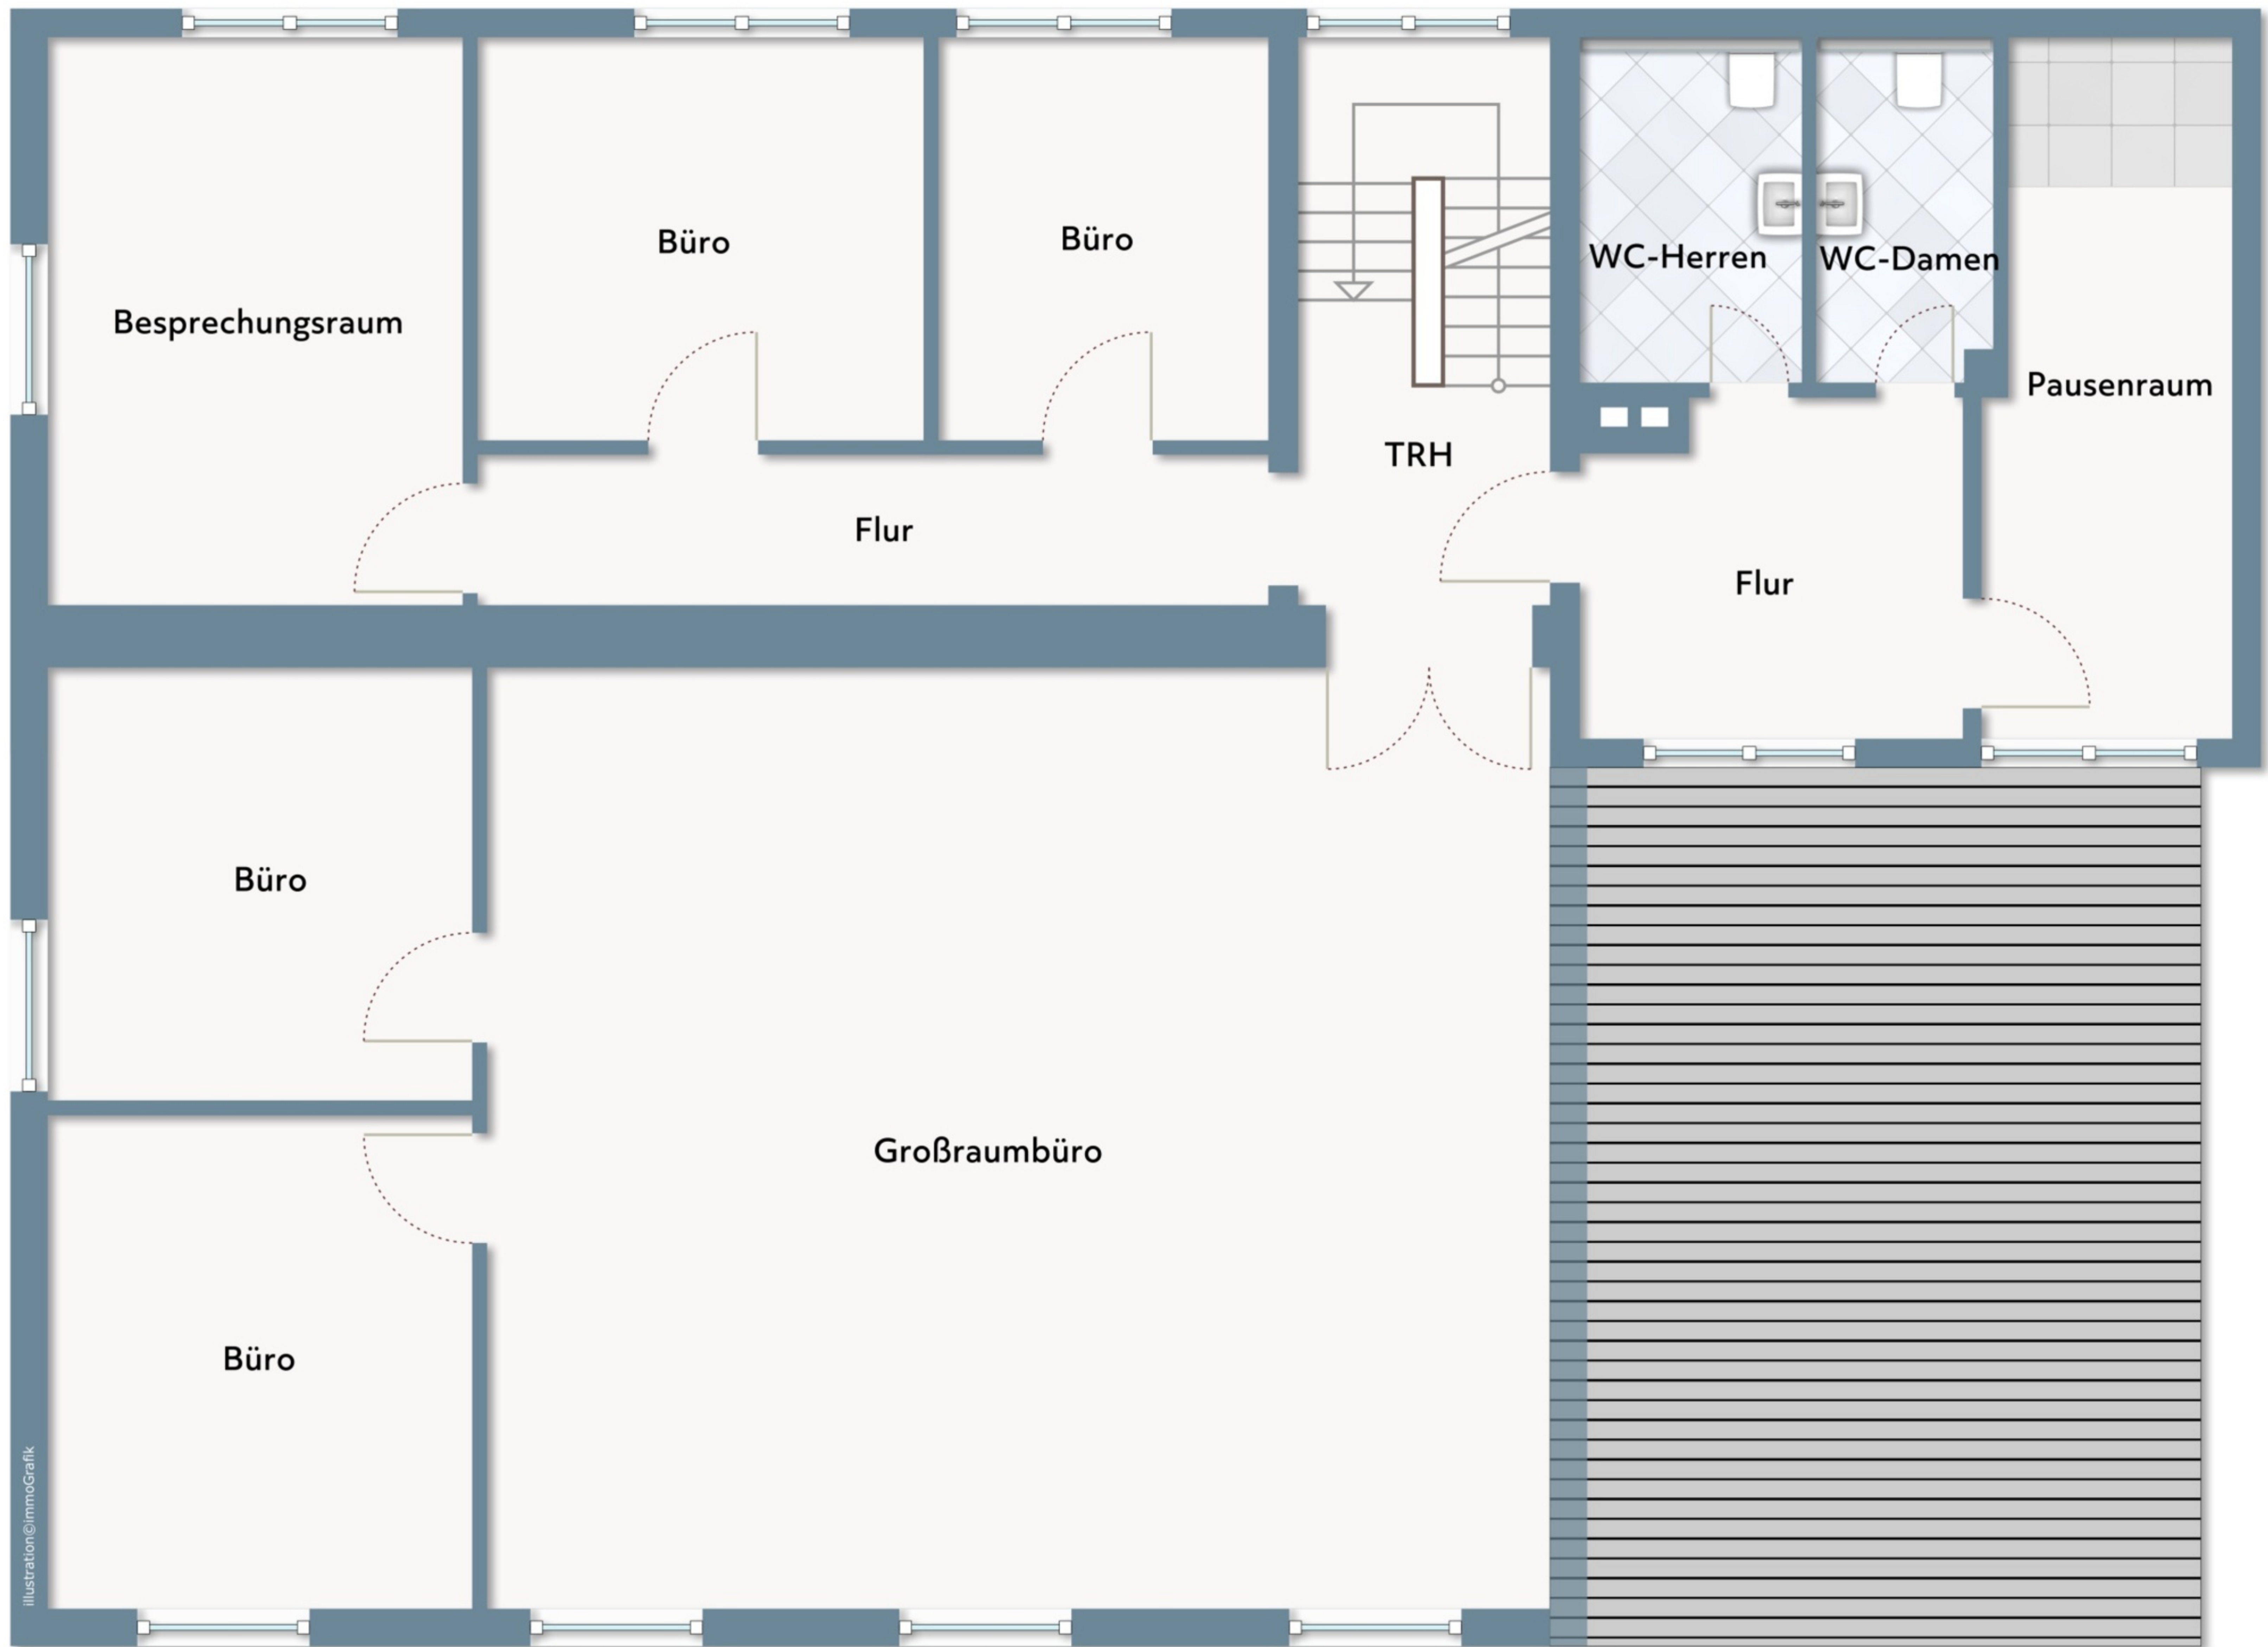 Büro
Büro
WC-Herren
WC-Damen
Besprechungsraum
Pausenraum
TRH
Flur
Flur
Büro
Großraumbüro
Büro
illustration©immoGrafik